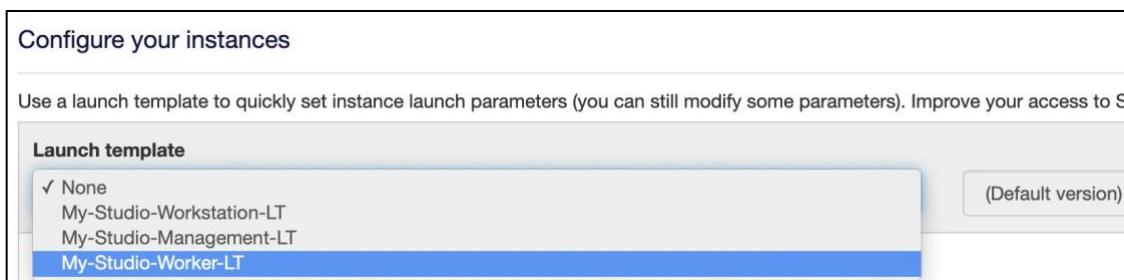 Configure your instances
Use a launch template to quickly set instance launch parameters (you can still modify some parameters). Improve your access to S
Launch template
✓ None
(Default version)
My-Studio-Workstation-LT
My-Studio-Management-LT
My-Studio-Worker-LT